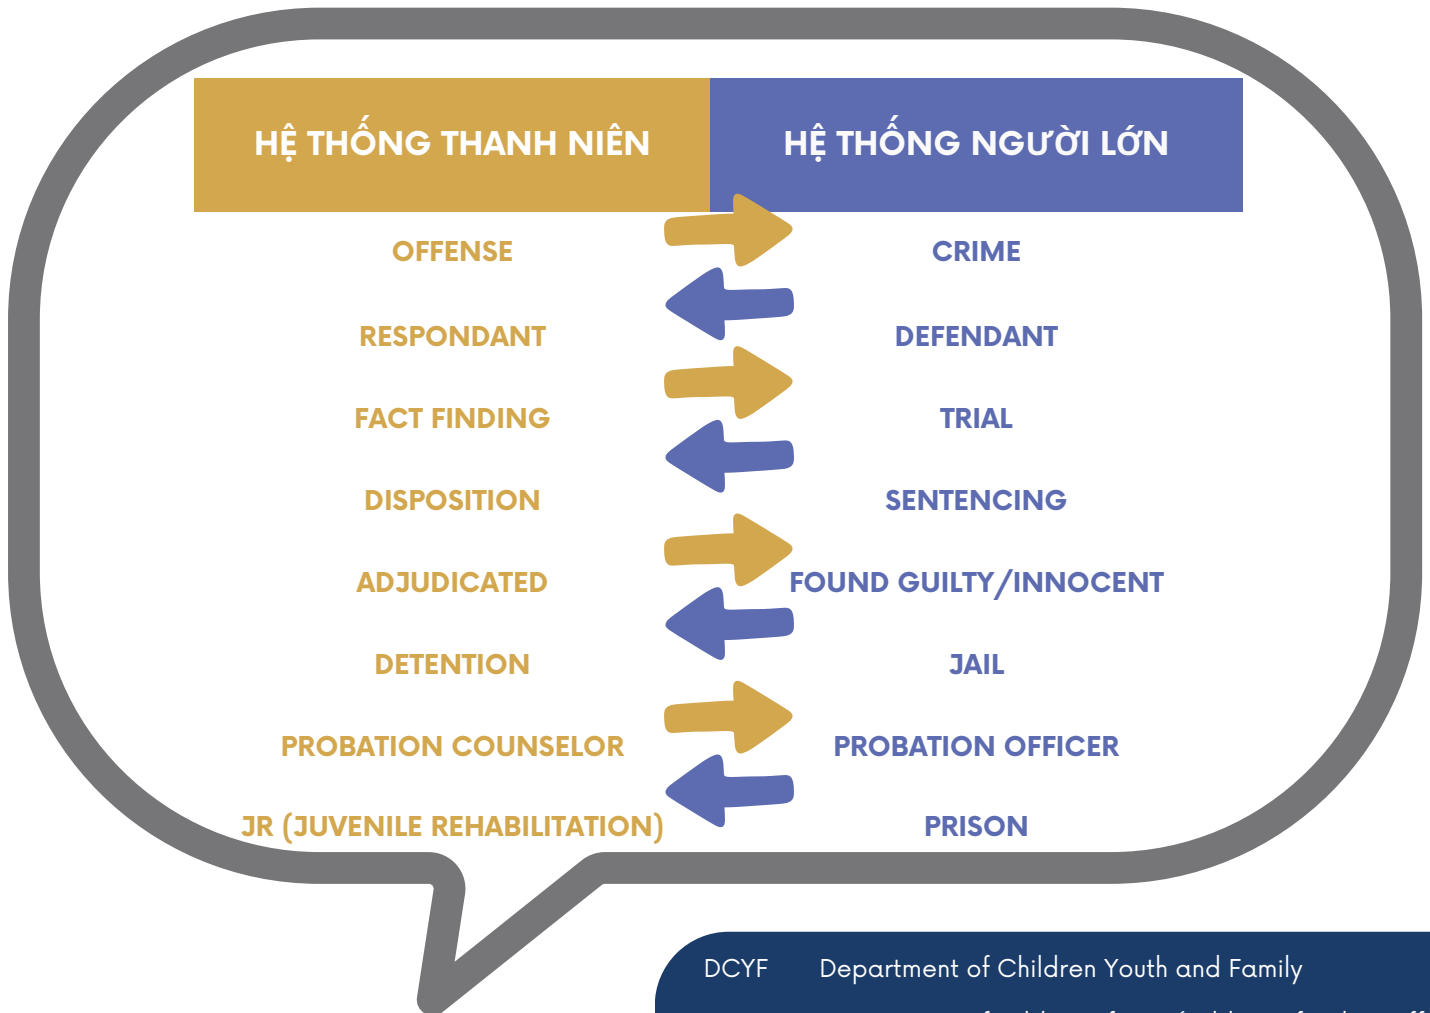 HỆ THỐNG THANH NIÊN HỆ THỐNG NGƯỜI LỚN
OFFENSE CRIME
RESPONDANT DEFENDANT
FACT FINDING TRIAL
DISPOSITION SENTENCING
ADJUDICATED FOUND GUILTY/INNOCENT
DETENTION JAIL
PROBATION COUNSELOR PROBATION OFFICER
JR (JUVENILE REHABILITATION) PRISON
DCYF Department of Children Youth and Family